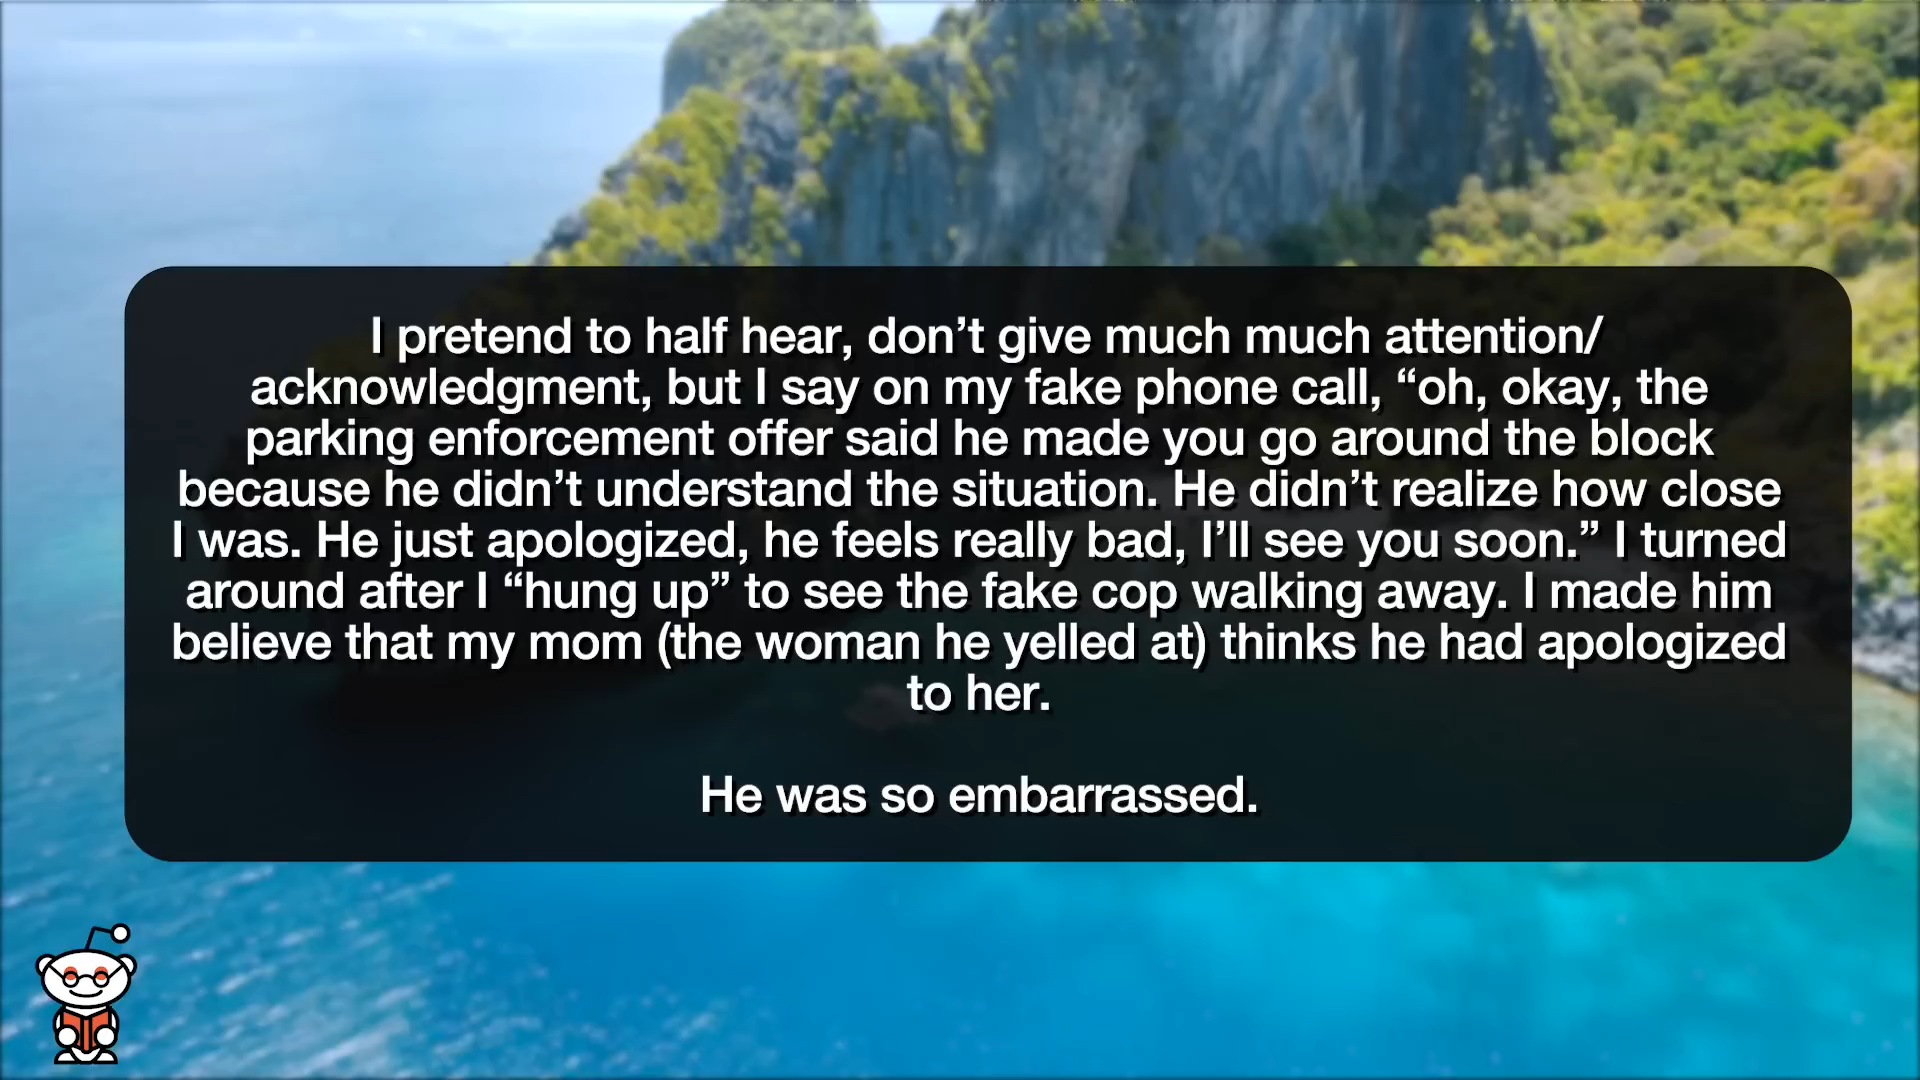 I pretend to half hear, don’t give much much attention/
acknowledgment, but I say on my fake phone call, “oh, okay, the
parking enforcement offer said he made you go around the block
because he didn’t understand the situation. He didn’t realize how close
I was. He just apologized, he feels really bad, I’ll see you soon.” I turned
around after I “hung up” to see the fake cop walking away. I made him
believe that my mom (the woman he yelled at) thinks he had apologized
to her.
He was so embarrassed.